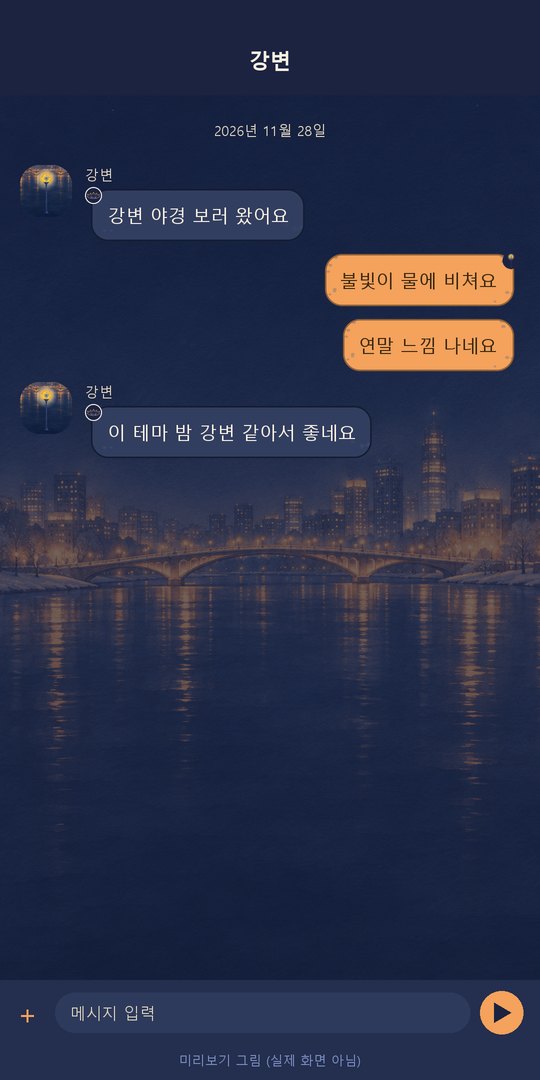 강변
2026년 11월 28일
강변
강변 야경 보러 왔어요
불빛이 물에 비쳐요
연말 느낌 나네요
강변
이 테마 밤 강변 같아서 좋네요
메시지 입력
미리보기 그림 (실제 화면 아님)